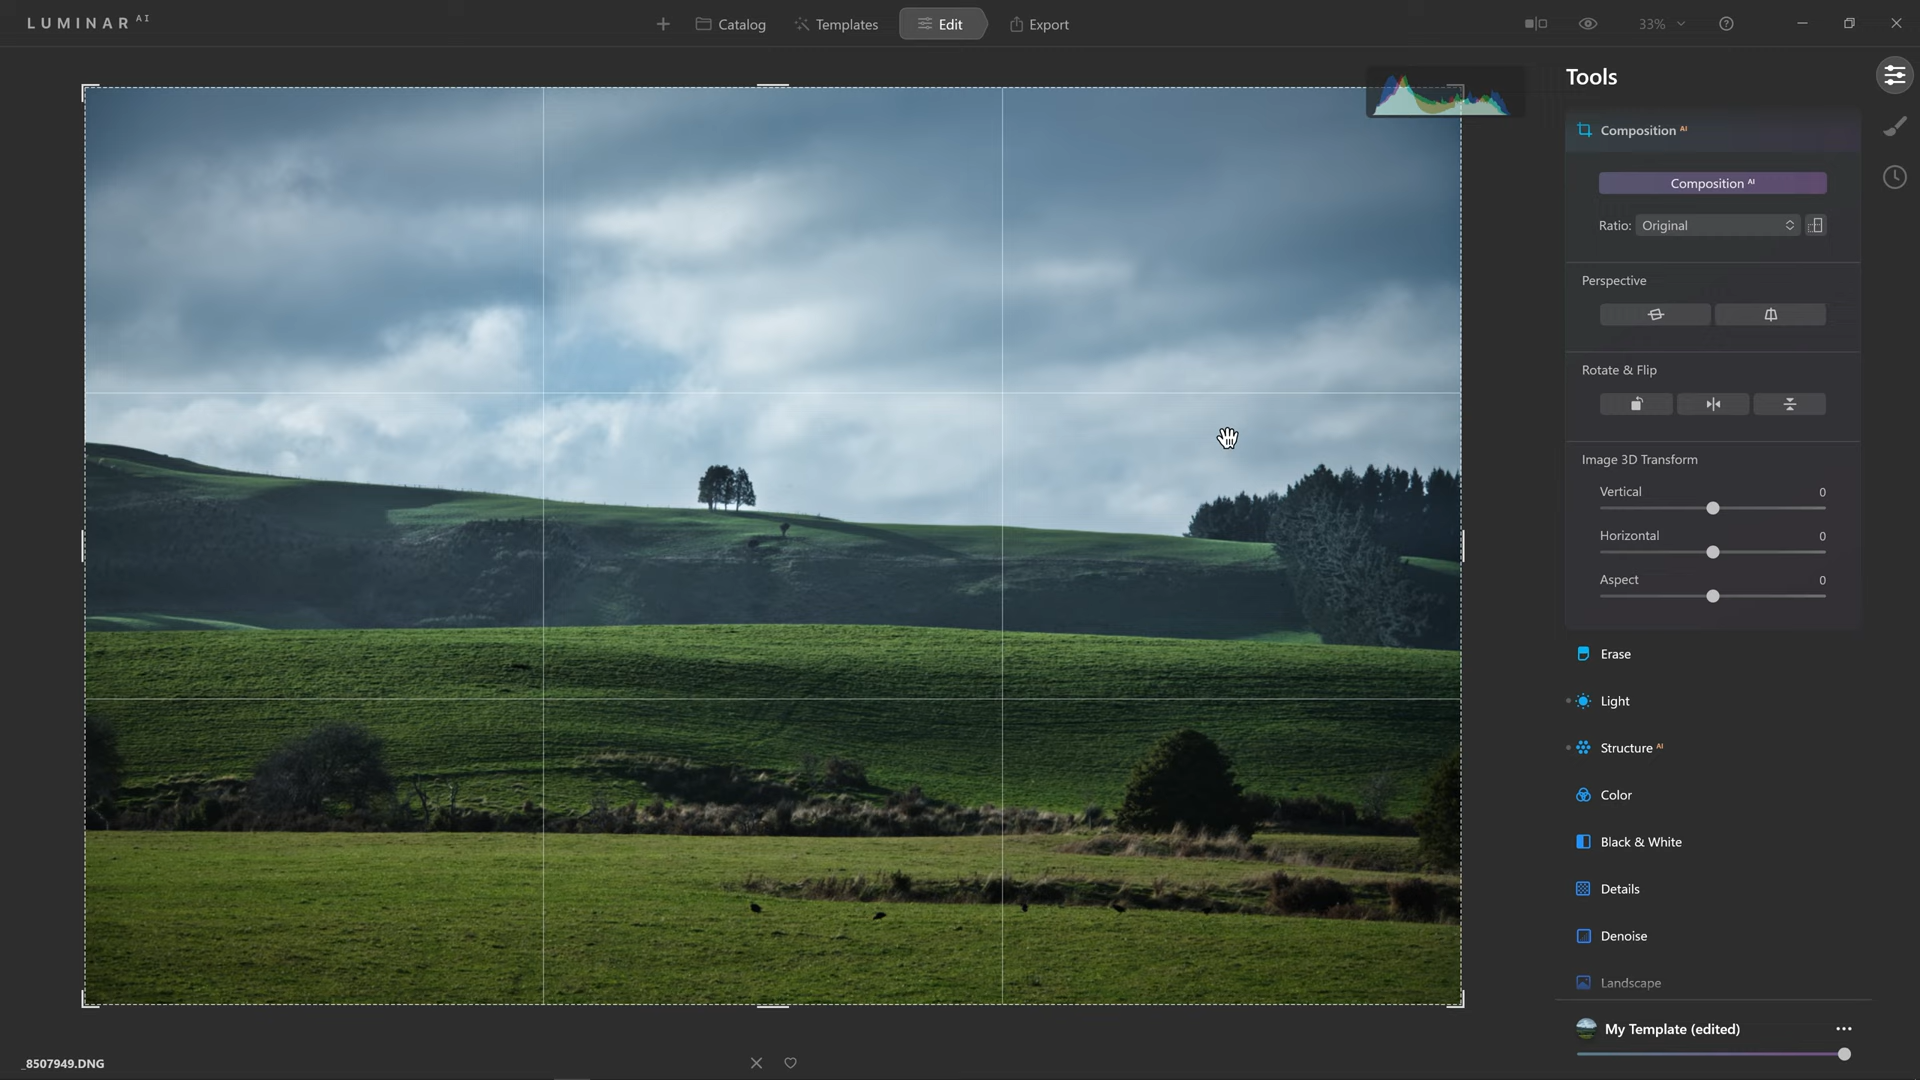 LUMINAR AI
Catalog
Templates
Edit
Export
33%
Tools
Composition AI
Composition AI
Ratio: Original
Perspective
Rotate & Flip
Image 3D Transform
Vertical 0
Horizontal 0
Aspect 0
Erase
Light
Structure AI
Color
Black & White
Details
Denoise
Landscape
My Template (edited)
_8507949.DNG